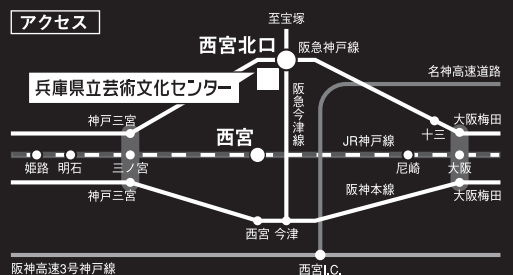 アクセス
至宝塚
西宮北口
阪急神戸線
名神高速道路
兵庫県立芸術文化センター
阪急今津線
神戸三宮
西宮
JR神戸線
十三
大阪梅田
姫路
明石
三ノ宮
尼崎
大阪
神戸三宮
阪神本線
大阪梅田
西宮
今津
阪神高速3号神戸線
西宮I.C.